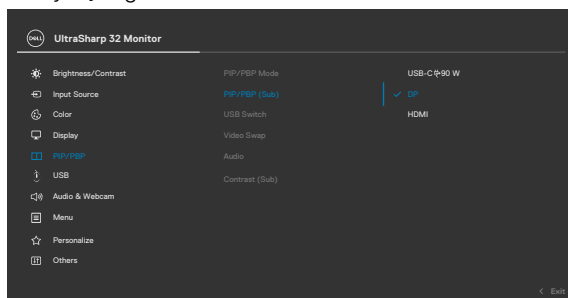 DELL UltraSharp 32 Monitor
Brightness/Contrast PIP/PBP Mode USB-C 90 W
Input Source PIP/PBP (Sub) DP
Color USB Switch HDMI
Display Video Swap
PIP/PBP Audio
USB Contrast (Sub)
Audio & Webcam
Menu
Personalize
Others
Exit